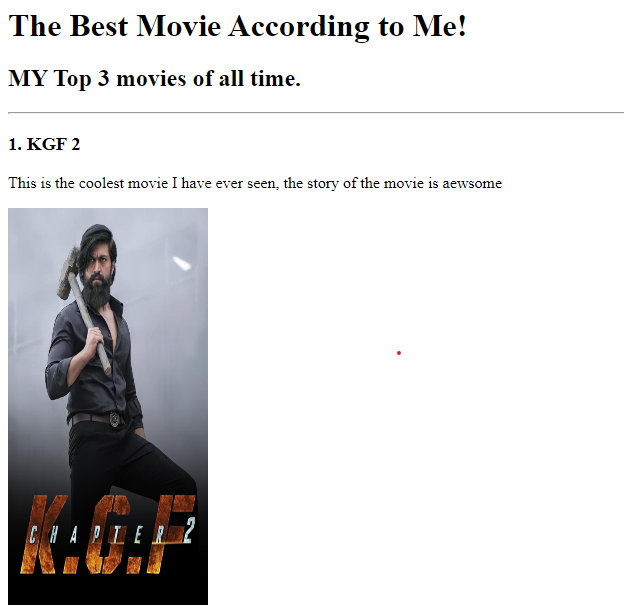 The Best Movie According to Me!
MY Top 3 movies of all time.
1. KGF 2
This is the coolest movie I have ever seen, the story of the movie is aewsome
K.G.F
CHAPTER 2